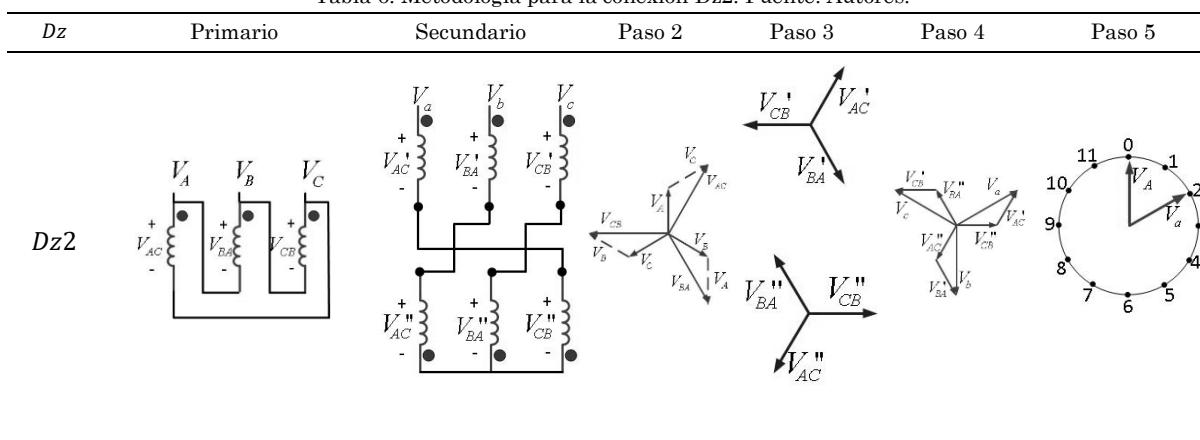 Tabla 6. Metodología para la conexión Dz2. Fuente: Autores.
Dz Primario Secundario Paso 2 Paso 3 Paso 4 Paso 5
Dz2
V_A V_B V_C
+ + +
V_AC V_BA V_CB
- - -
V_a V_b V_c
+ + +
V_AC' V_BA' V_CB'
- - -
+ + +
V_AC" V_BA" V_CB"
- - -
V_C
V_AC
V_A
V_CB
V_B
V_B
V_C
V_A
V_BA
V_CB' V_AC'
V_BA'
V_BA" V_CB"
V_AC"
V_CB' V_BA" V_a
V_c V_AC'
V_AC" V_CB"
V_BA' V_b
0
11 1
10 V_A 2
9 V_a
8 4
7 5
6